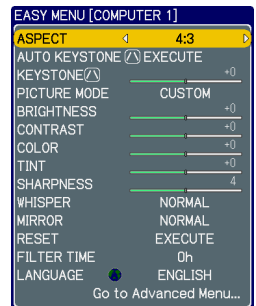 EASY MENU [COMPUTER 1]
ASPECT 4:3
AUTO KEYSTONE EXECUTE
KEYSTONE +0
PICTURE MODE CUSTOM
BRIGHTNESS +0
CONTRAST +0
COLOR +0
TINT +0
SHARPNESS 4
WHISPER NORMAL
MIRROR NORMAL
RESET EXECUTE
FILTER TIME 0h
LANGUAGE ENGLISH
Go to Advanced Menu...